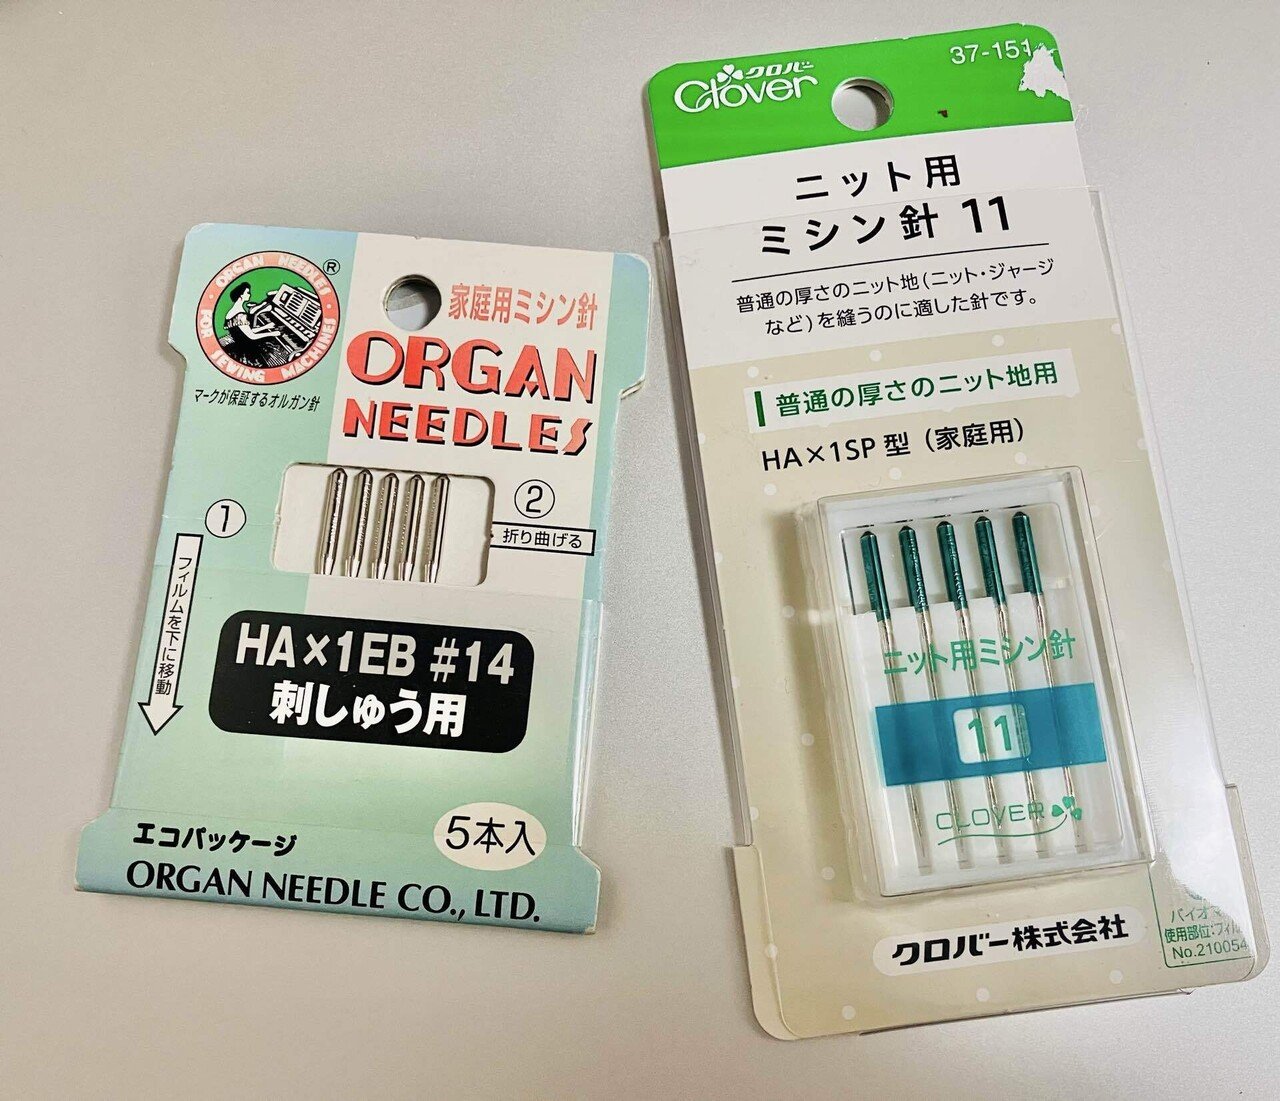 ORGAN NEEDLES
FOR SEWING MACHINES
®
マークが保証するオルガン針
家庭用ミシン針
ORGAN
NEEDLES
①
フィルムを下に移動
②
折り曲げる
HA×1EB #14
刺しゅう用
エコパッケージ
5本入
ORGAN NEEDLE CO., LTD.
クロバー
Clover
37-151
ニット用
ミシン針 11
普通の厚さのニット地(ニット・ジャージ
など)を縫うのに適した針です。
普通の厚さのニット地用
HA×1SP 型 (家庭用)
ニット用ミシン針
11
CLOVER
クロバー株式会社
バイオマ
使用部位:フィル
No.210054